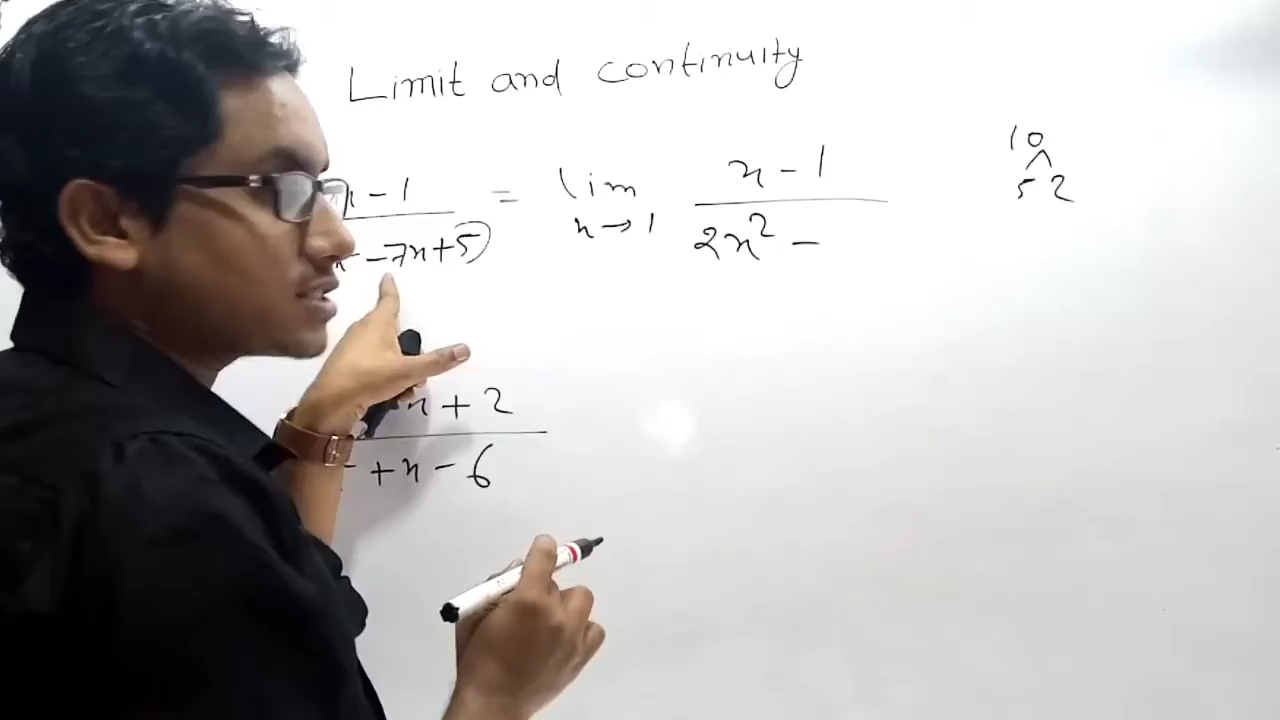 Limit and continuity
x - 1 = lim x - 1
- 7x + 5 x → 1 2x² -
10
5 2
x + 2
+ x - 6